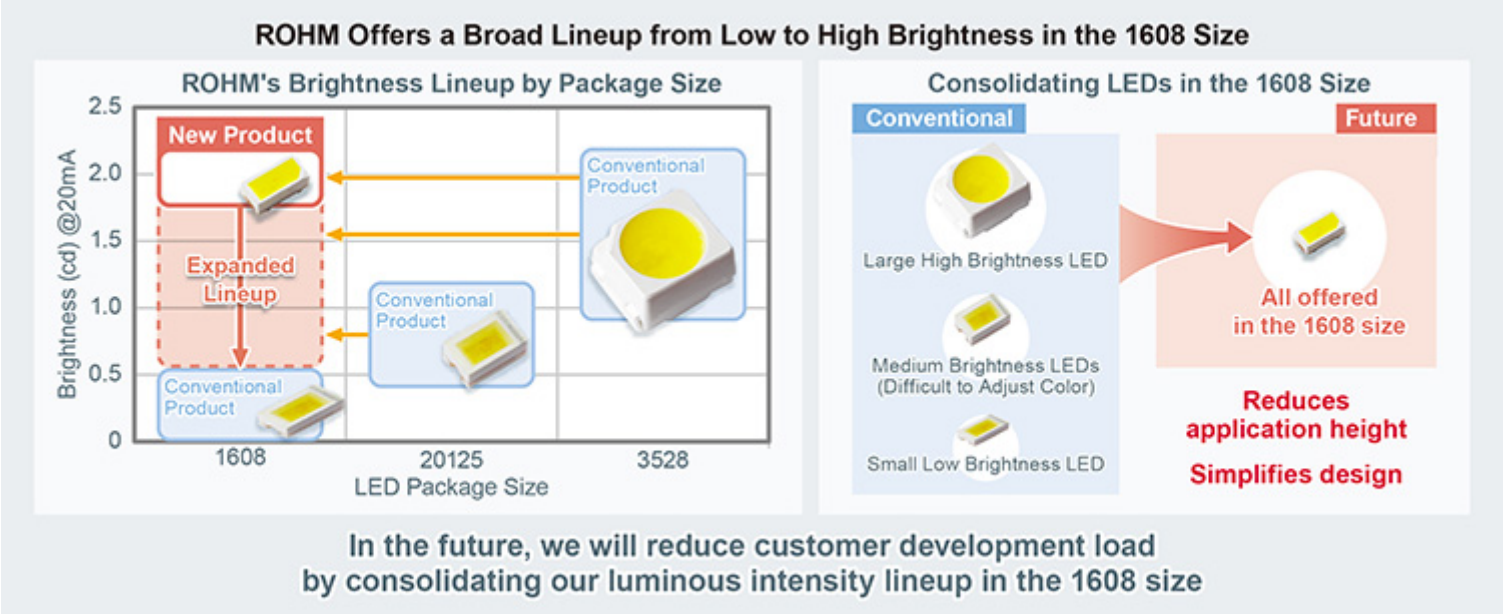 ROHM Offers a Broad Lineup from Low to High Brightness in the 1608 Size
ROHM's Brightness Lineup by Package Size
Brightness (cd) @20mA
2.5
2.0
1.5
1.0
0.5
0
New Product
Expanded
Lineup
Conventional
Product
Conventional
Product
Conventional
Product
1608
20125
3528
LED Package Size
Consolidating LEDs in the 1608 Size
Conventional
Large High Brightness LED
Medium Brightness LEDs
(Difficult to Adjust Color)
Small Low Brightness LED
Future
All offered
in the 1608 size
Reduces
application height
Simplifies design
In the future, we will reduce customer development load
by consolidating our luminous intensity lineup in the 1608 size